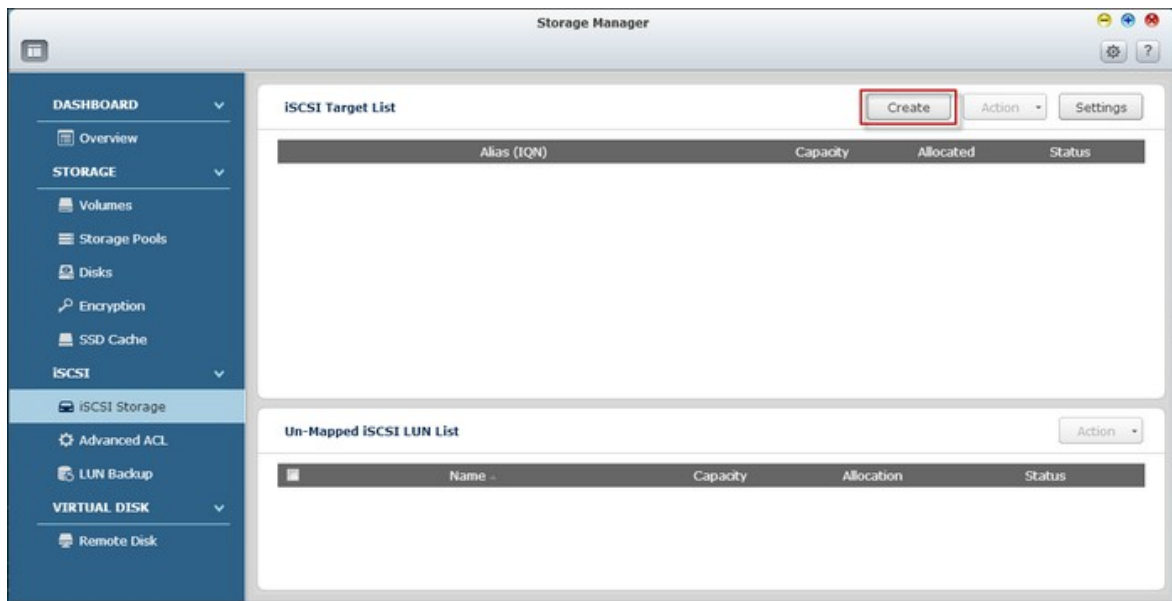 Storage Manager
?
DASHBOARD
Overview
STORAGE
Volumes
Storage Pools
Disks
Encryption
SSD Cache
iSCSI
iSCSI Storage
Advanced ACL
LUN Backup
VIRTUAL DISK
Remote Disk
iSCSI Target List Create Action Settings
Alias (IQN) Capacity Allocated Status
Un-Mapped iSCSI LUN List Action
Name Capacity Allocation Status